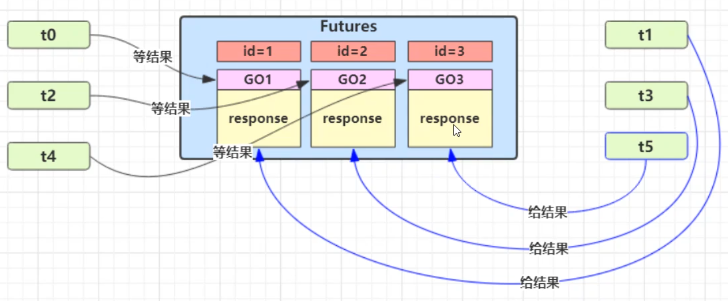 Futures
t0
t2
t4
等结果
等结果
等结果
id=1
id=2
id=3
GO1
GO2
GO3
response
response
response
t1
t3
t5
给结果
给结果
给结果